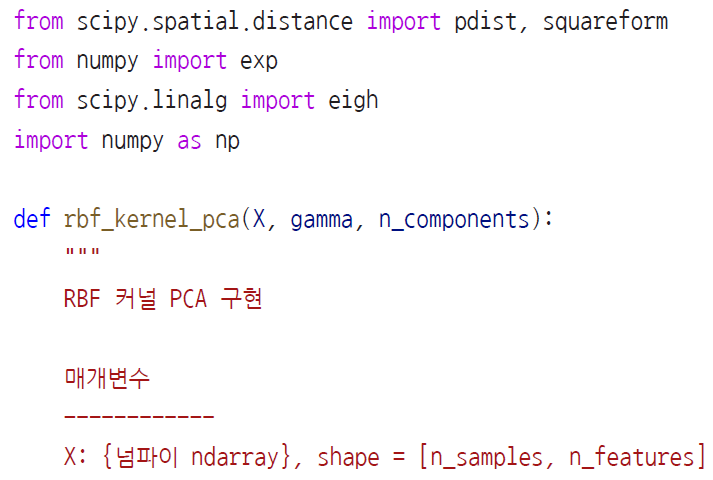 from scipy.spatial.distance import pdist, squareform
from numpy import exp
from scipy.linalg import eigh
import numpy as np
def rbf_kernel_pca(X, gamma, n_components):
"""
RBF 커널 PCA 구현
매개변수
------------
X: {넘파이 ndarray}, shape = [n_samples, n_features]